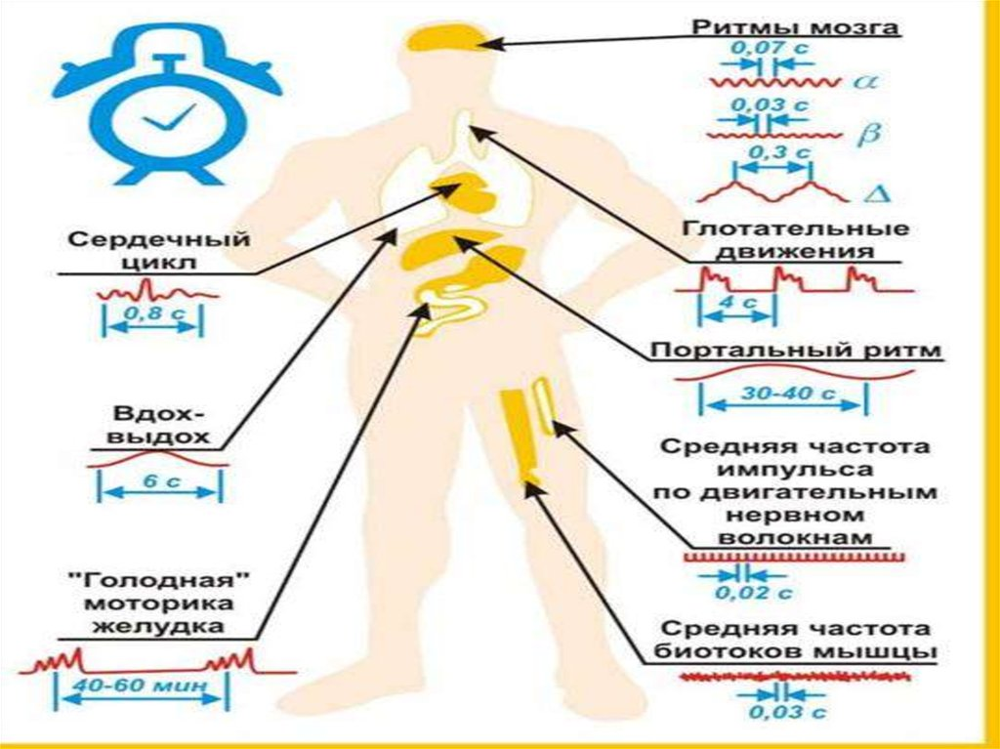 Ритмы мозга
0,07 с
α
0,03 с
β
0,3 с
Δ
Глотательные
движения
4 с
Портальный ритм
30-40 с
Средняя частота
импульса
по двигательным
нервном
волокнам
0,02 с
Средняя частота
биотоков мышцы
0,03 с
Сердечный
цикл
0,8 с
Вдох-
выдох
6 с
"Голодная"
моторика
желудка
40-60 мин